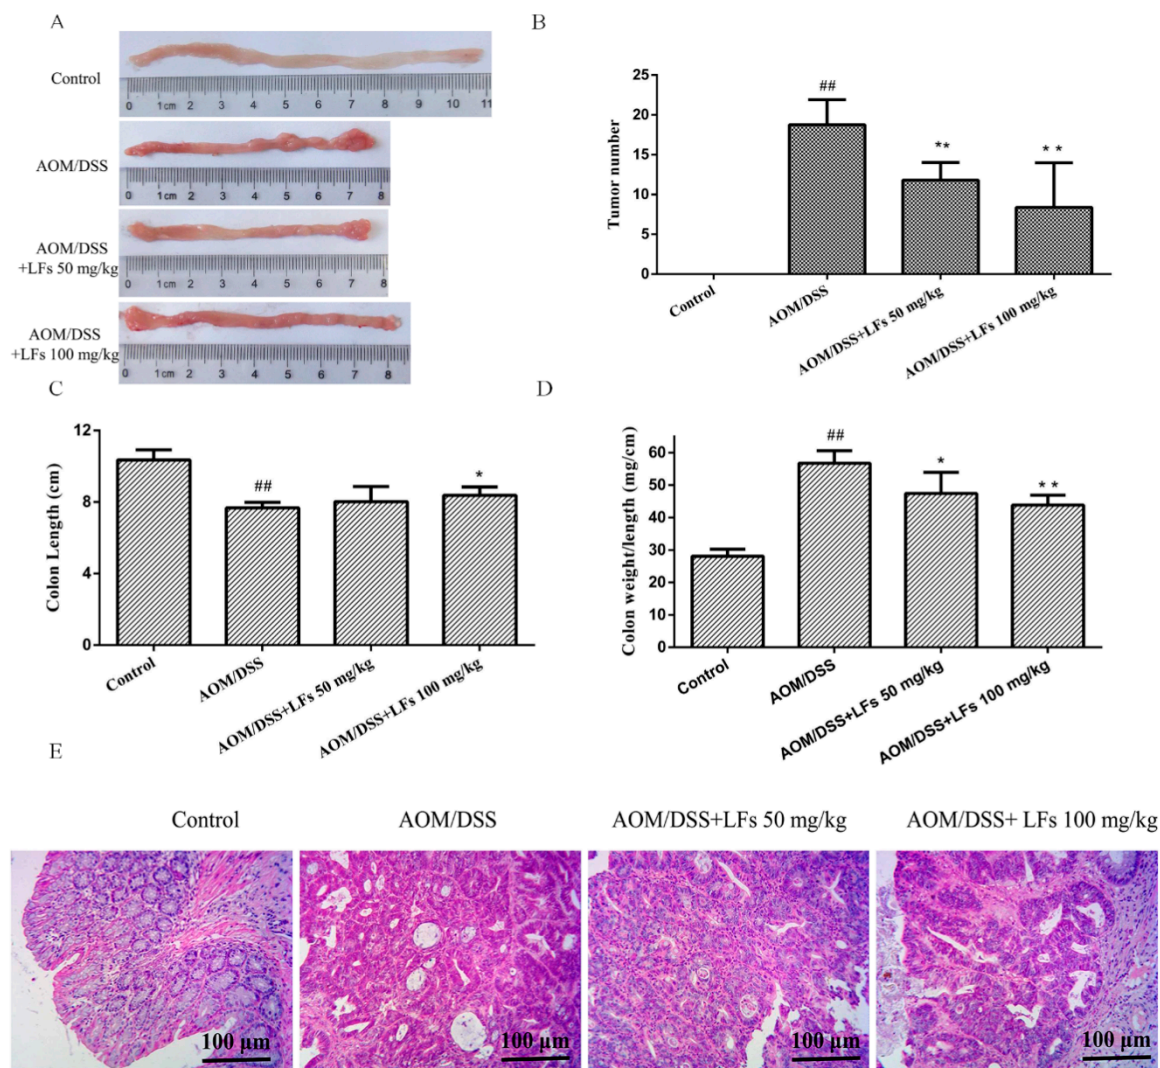 A
Control
0 1cm 2 3 4 5 6 7 8 9 10 11
AOM/DSS
0 1cm 2 3 4 5 6 7 8
AOM/DSS
+LFs 50 mg/kg
0 1cm 2 3 4 5 6 7 8
AOM/DSS
+LFs 100 mg/kg
0 1cm 2 3 4 5 6 7 8
B
Tumor number
25
20
15
10
5
0
##
**
* *
Control
AOM/DSS
AOM/DSS+LFs 50 mg/kg
AOM/DSS+LFs 100 mg/kg
C
Colon Length (cm)
12
8
4
0
##
*
Control
AOM/DSS
AOM/DSS+LFs 50 mg/kg
AOM/DSS+LFs 100 mg/kg
D
Colon weight/length (mg/cm)
60
50
40
30
20
10
0
##
*
* *
Control
AOM/DSS
AOM/DSS+LFs 50 mg/kg
AOM/DSS+LFs 100 mg/kg
E
Control
AOM/DSS
AOM/DSS+LFs 50 mg/kg
AOM/DSS+ LFs 100 mg/kg
100 μm
100 μm
100 μm
100 μm